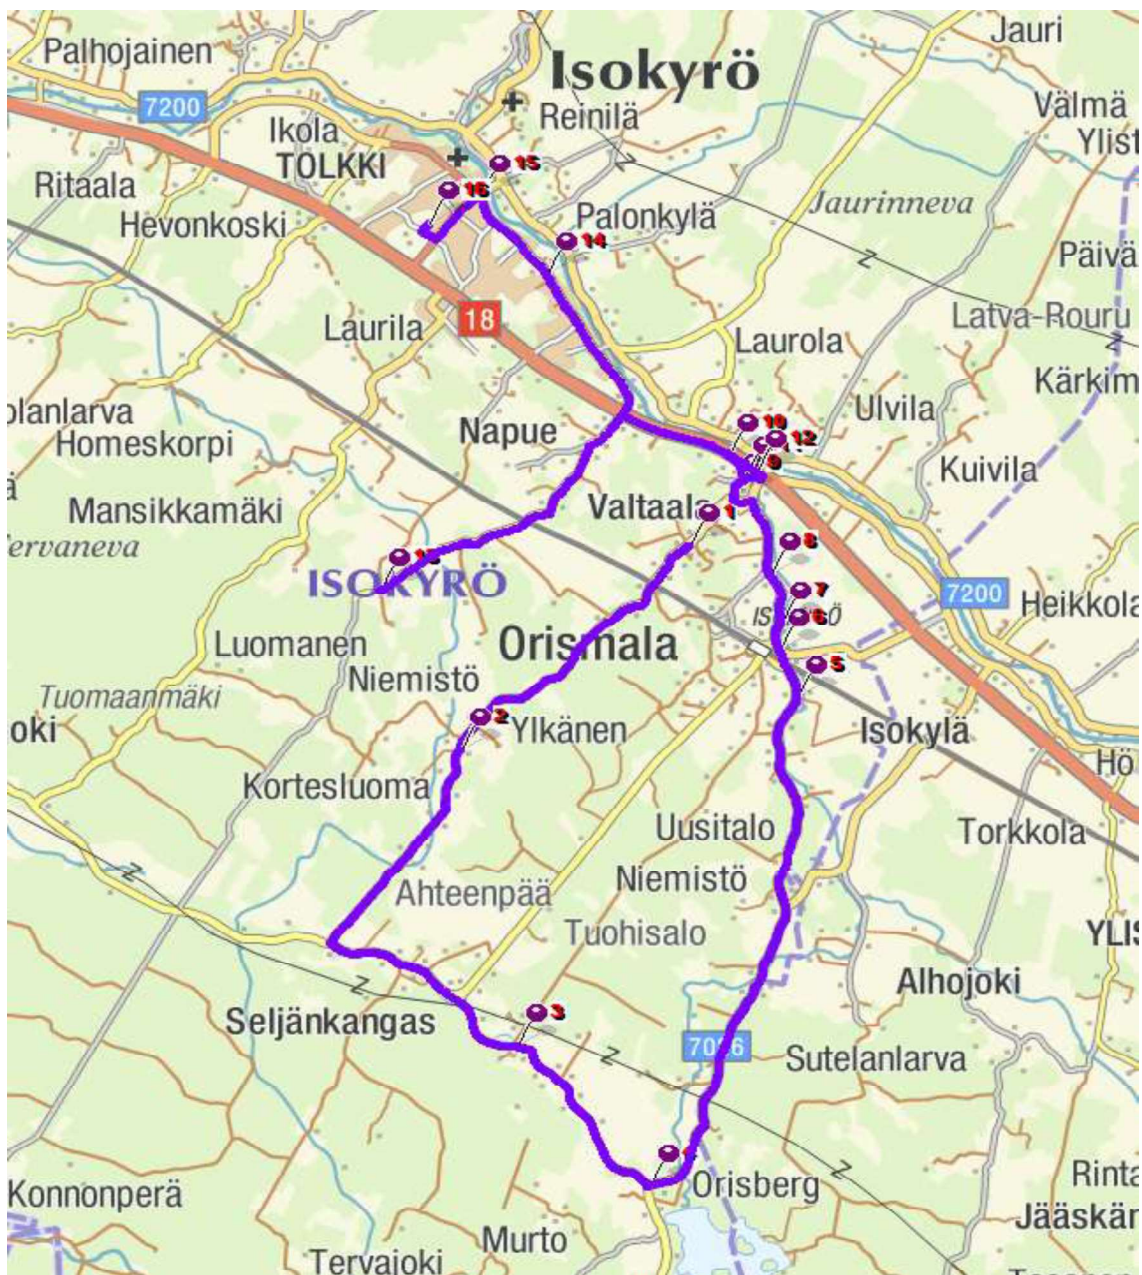 Jauri
Palhojainen
Isokyrö
7200
Välmä
Reinilä
Ikola
Ylist
TOLKKI
15
Ritaala
16
Jaurinneva
Palonkylä
Hevonkoski
14
Päivä
Latva-Rouru
18
Laurila
Laurola
Kärkim
olanlarva
Ulvila
10
Homeskorpi
Napue
12
9
Kuivila
ä
Mansikkamäki
Valtaala
1
ervaneva
8
ISOKYRÖ
7
7200
Heikkola
6
Luomanen
Orismala
5
Niemistö
Tuomaanmäki
2
oki
Ylkänen
Isokylä
Hö
Kortesluoma
Uusitalo
Torkkola
Niemistö
Ahteenpää
Tuohisalo
YLIS
Alhojoki
3
Seljänkangas
Sutelanlarva
Orisberg
Rinta
Konnonperä
Jääskär
Murto
Tervajoki